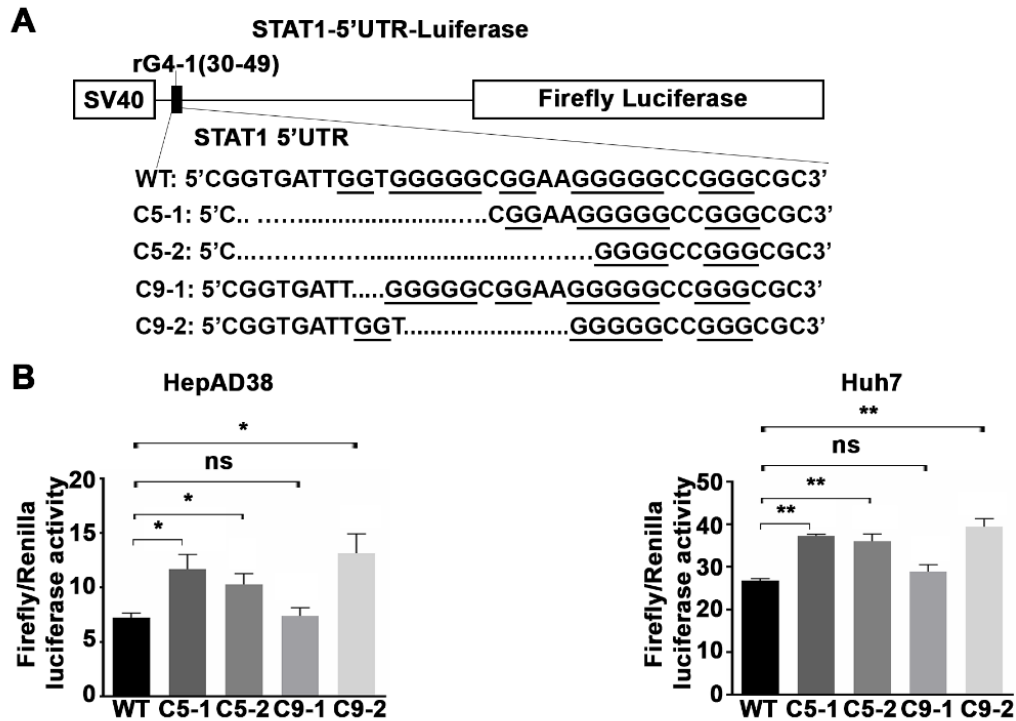 A
STAT1-5'UTR-Luiferase
rG4-1(30-49)
SV40
Firefly Luciferase
STAT1 5'UTR
WT: 5'CGGTGATTGGTGGGGGCGGAAGGGGGCCGGGCGC3'
C5-1: 5'C.. ........................CGGAAGGGGGCCGGGCGC3'
C5-2: 5'C..........................................GGGGCCGGGCGC3'
C9-1: 5'CGGTGATT.....GGGGGCGGAAGGGGGCCGGGCGC3'
C9-2: 5'CGGTGATTGGT.......................GGGGGCCGGGCGC3'
B
HepAD38
*
ns
*
*
Firefly/Renilla
luciferase activity
20
15
10
5
0
WT C5-1 C5-2 C9-1 C9-2
Huh7
**
ns
**
**
Firefly/Renilla
luciferase activity
50
40
30
20
10
0
WT C5-1 C5-2 C9-1 C9-2